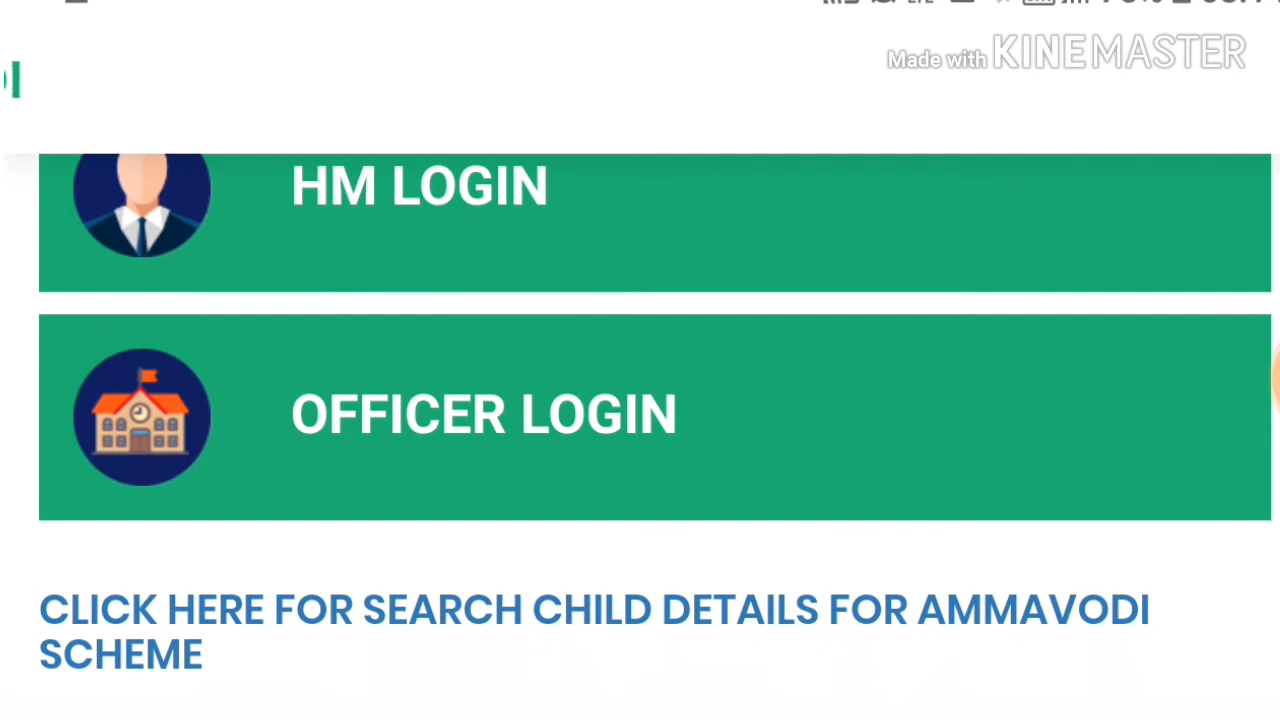 Made with KINEMASTER
HM LOGIN
OFFICER LOGIN
CLICK HERE FOR SEARCH CHILD DETAILS FOR AMMAVODI
SCHEME